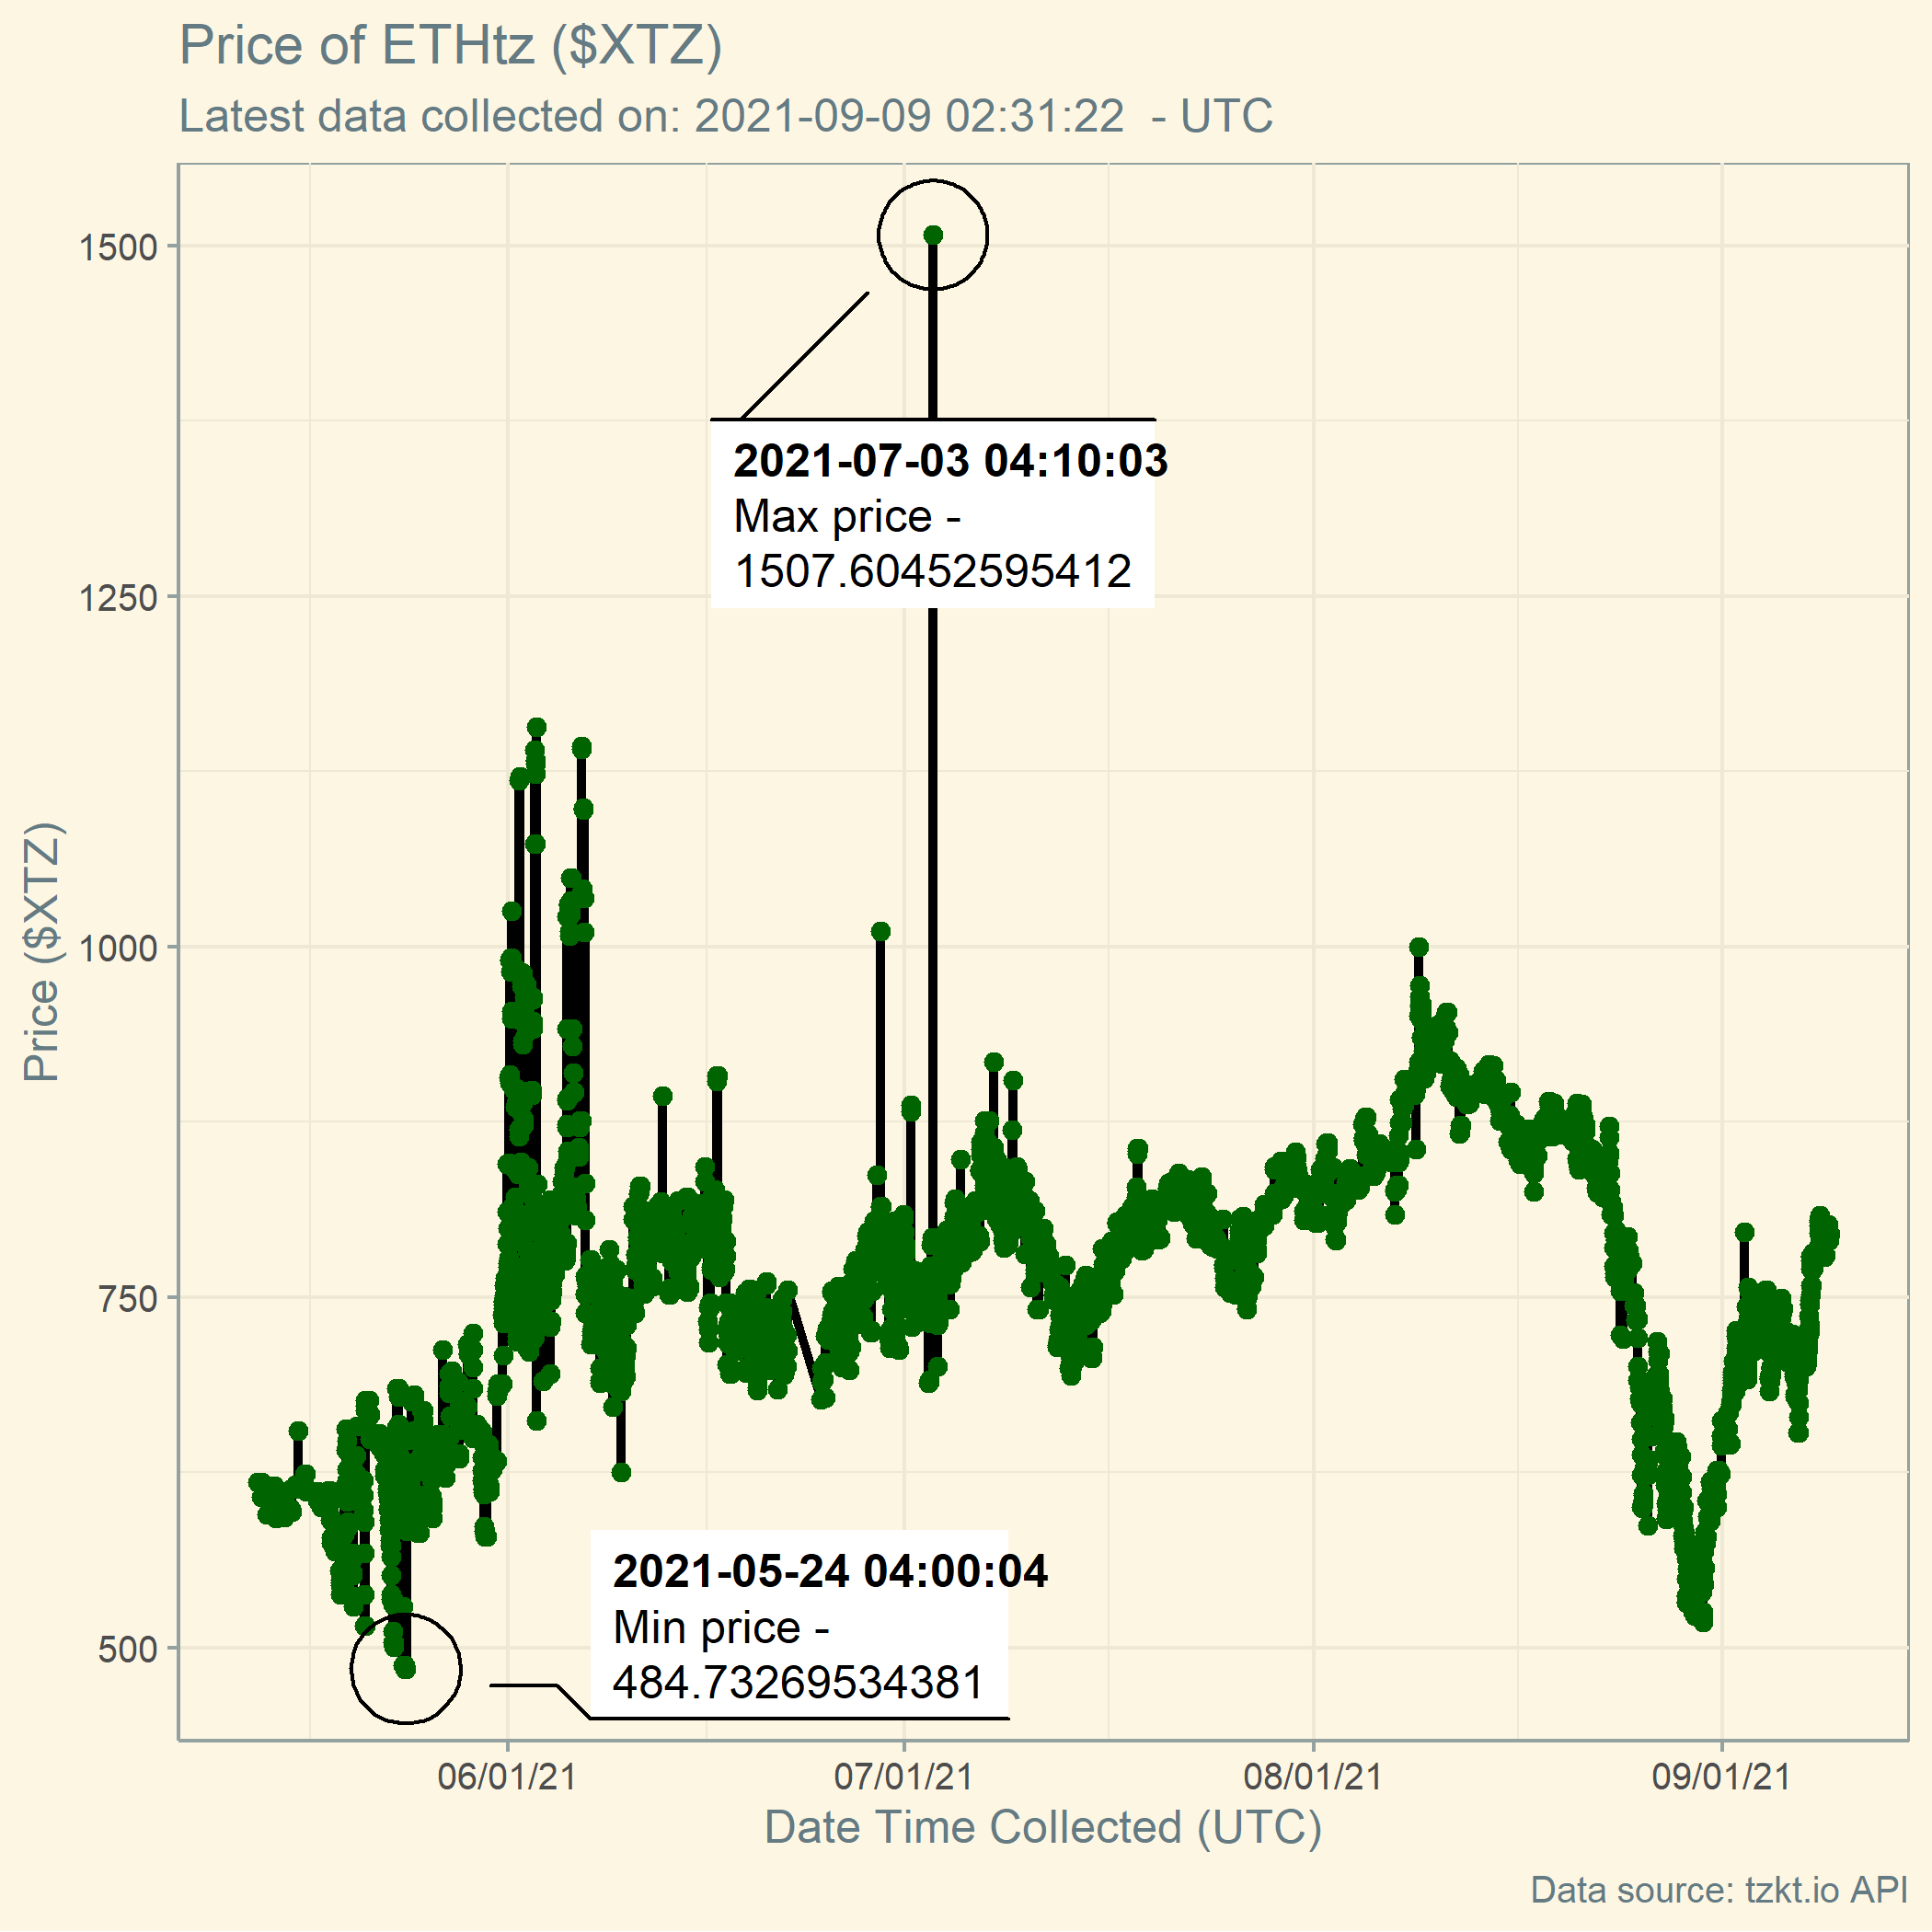 Price of ETHtz ($XTZ)
Latest data collected on: 2021-09-09 02:31:22  - UTC
1500
1250
1000
750
500
Price ($XTZ)
2021-07-03 04:10:03
Max price -
1507.60452595412
2021-05-24 04:00:04
Min price -
484.73269534381
06/01/21
07/01/21
08/01/21
09/01/21
Date Time Collected (UTC)
Data source: tzkt.io API